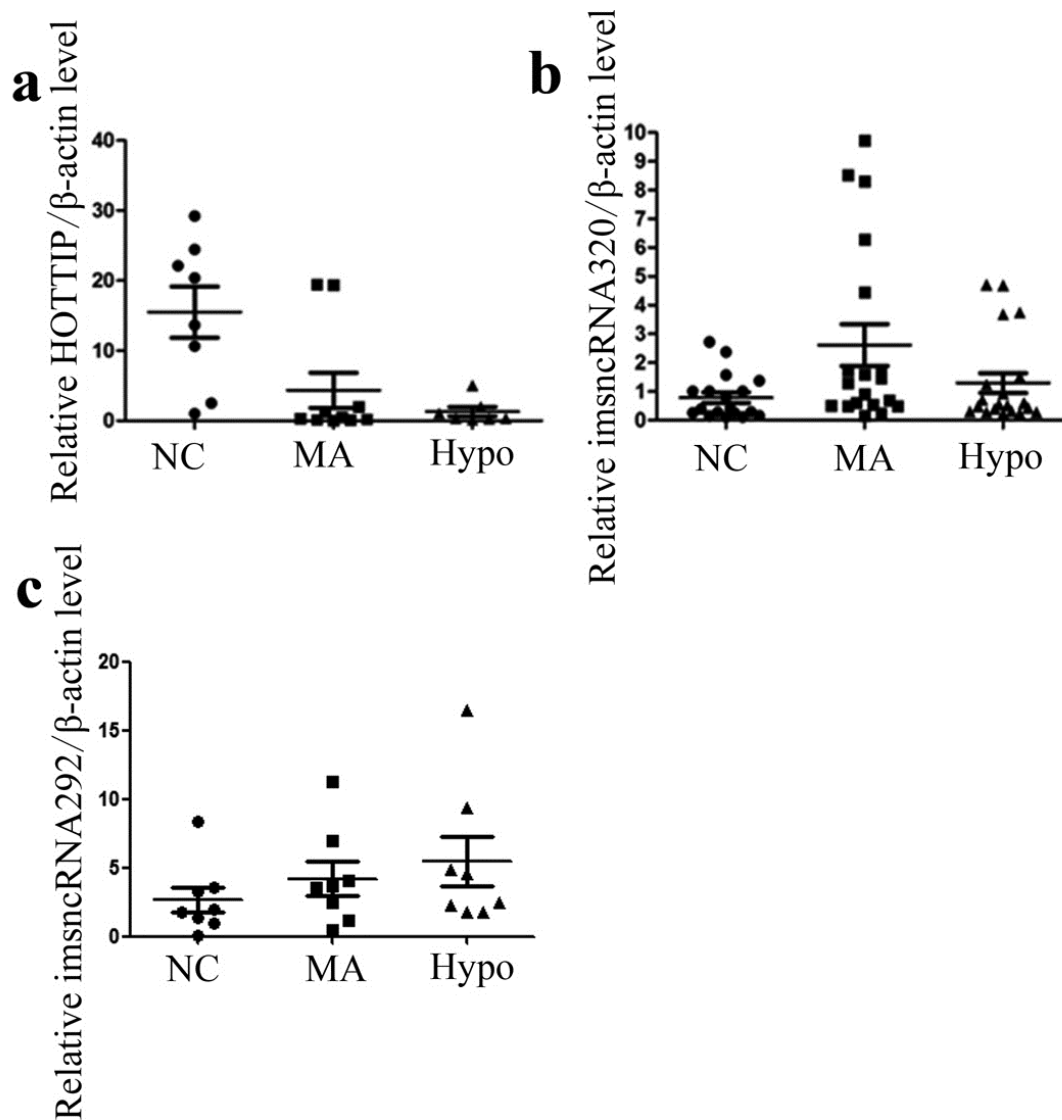 a
Relative HOTTIP/β-actin level
40
30
20
10
0
NC MA Hypo
b
Relative imsncRNA320/β-actin level
10
9
8
7
6
5
4
3
2
1
0
NC MA Hypo
c
Relative imsncRNA292/β-actin level
20
15
10
5
0
NC MA Hypo